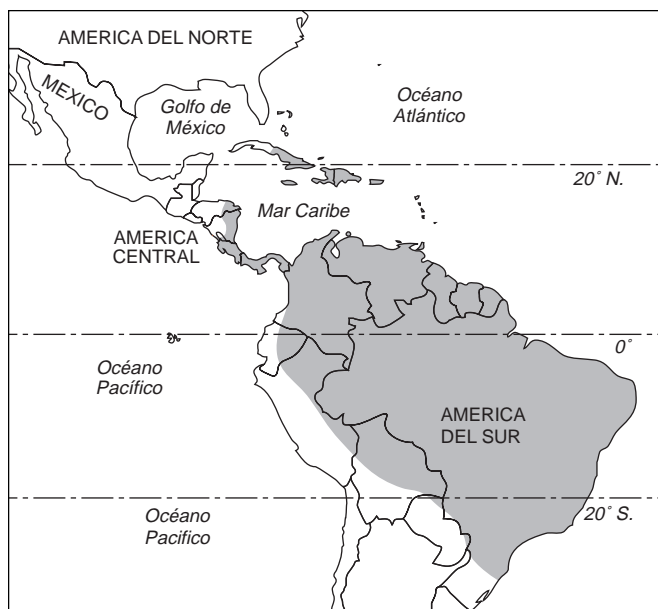 AMERICA DEL NORTE
MEXICO
Golfo de
México
Océano
Atlántico
20˚ N.
Mar Caribe
AMERICA
CENTRAL
0˚
Océano
Pacífico
AMERICA
DEL SUR
20˚ S.
Océano
Pacifico